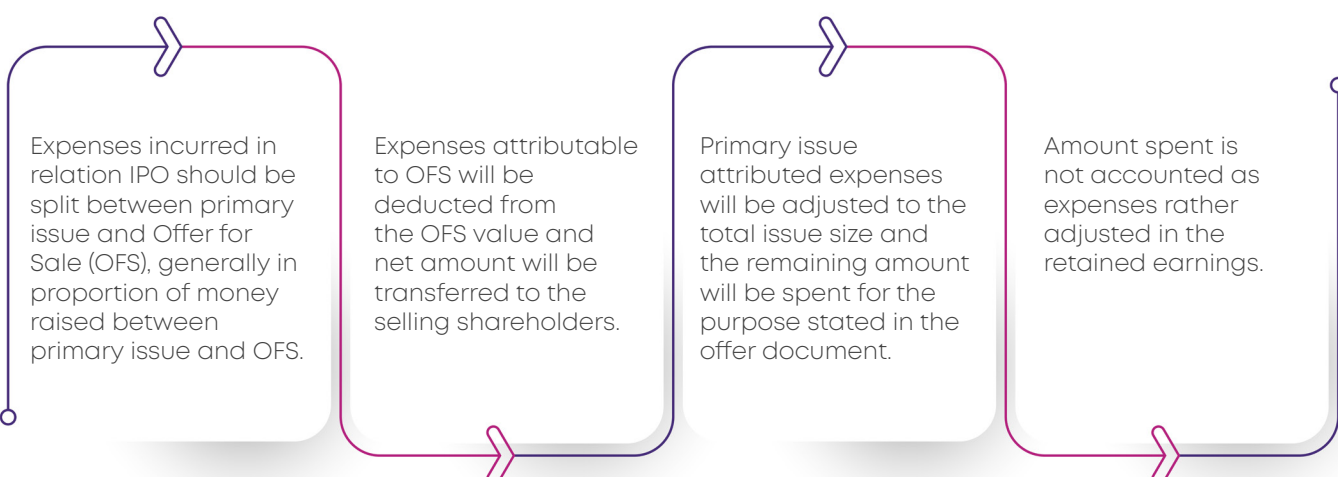 Expenses incurred in
relation IPO should be
split between primary
issue and Offer for
Sale (OFS), generally in
proportion of money
raised between
primary issue and OFS.
Expenses attributable
to OFS will be
deducted from
the OFS value and
net amount will be
transferred to the
selling shareholders.
Primary issue
attributed expenses
will be adjusted to the
total issue size and
the remaining amount
will be spent for the
purpose stated in the
offer document.
Amount spent is
not accounted as
expenses rather
adjusted in the
retained earnings.